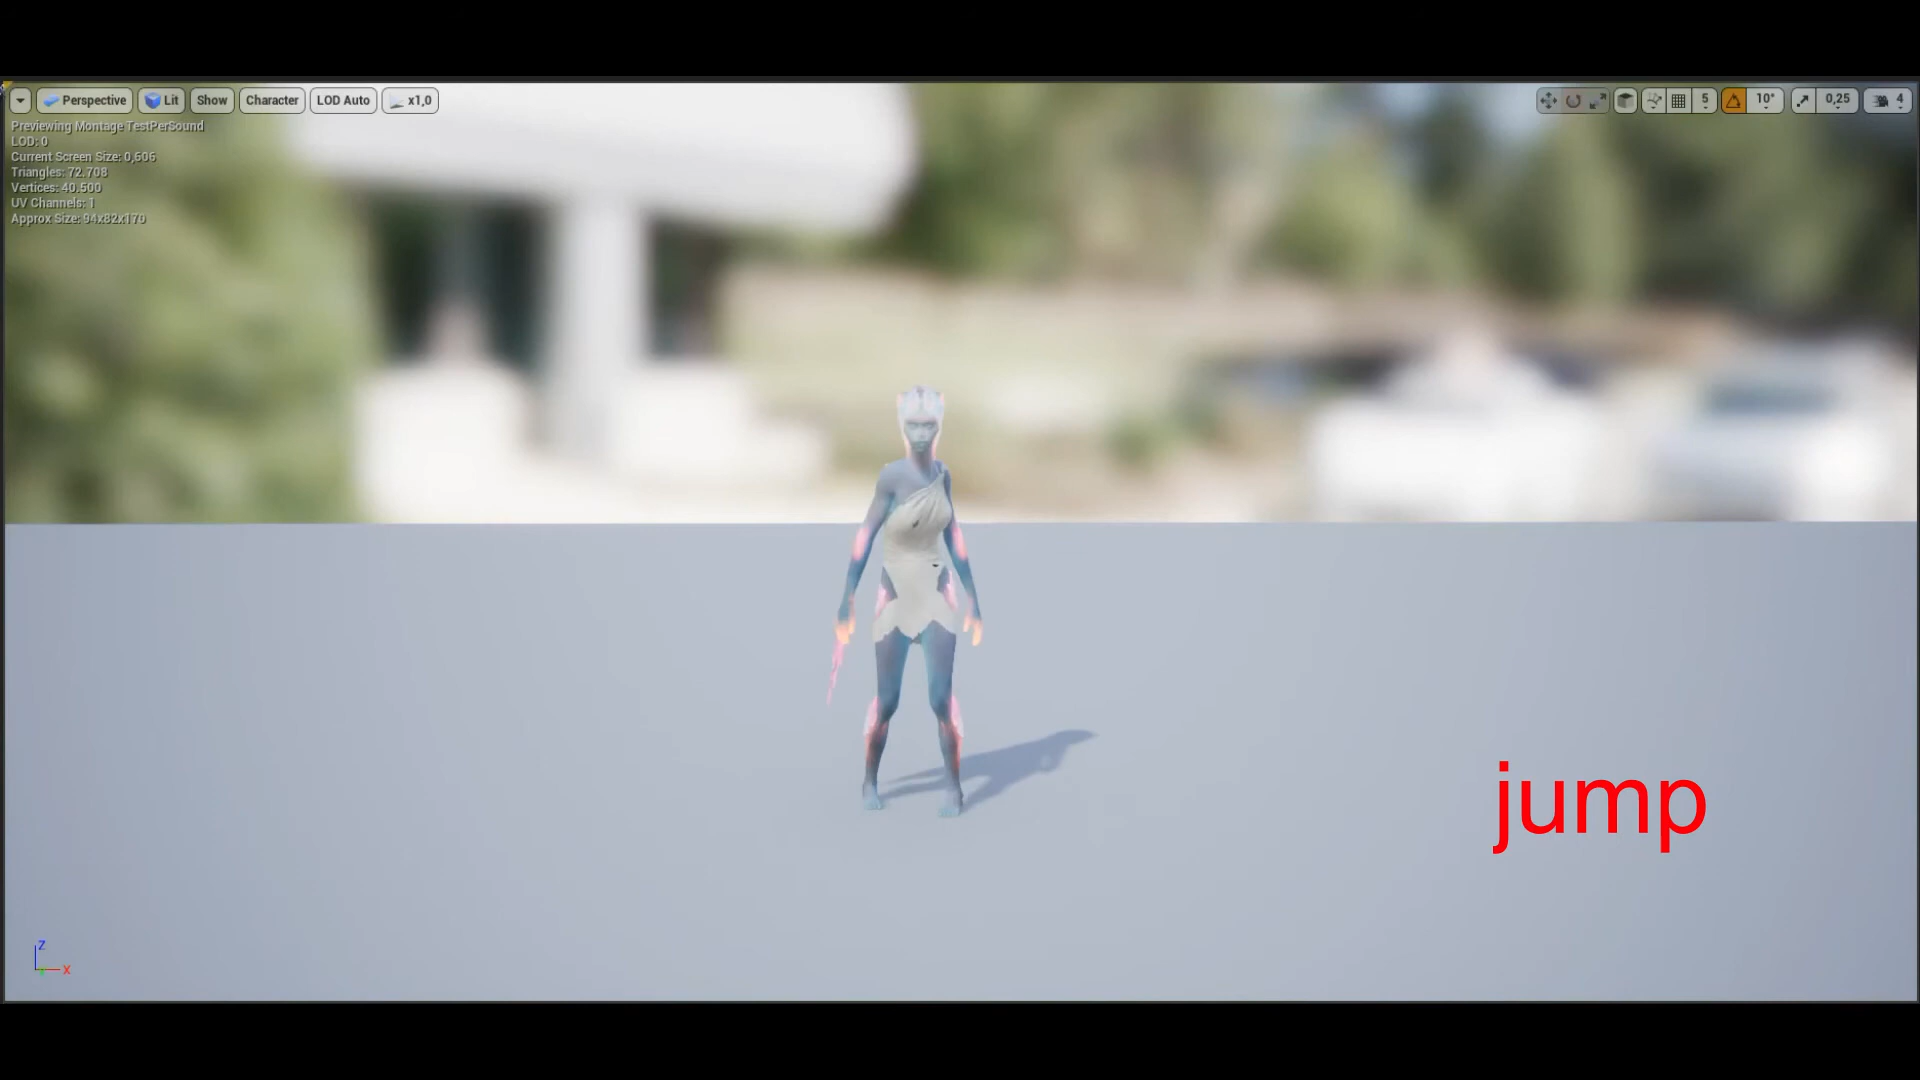 Perspective Lit Show Character LOD Auto x1,0 5 10° 0,25 4
Previewing Montage TestPerSound
LOD: 0
Current Screen Size: 0,606
Triangles: 72.708
Vertices: 40.500
UV Channels: 1
Approx Size: 94x82x170
jump
Z
X